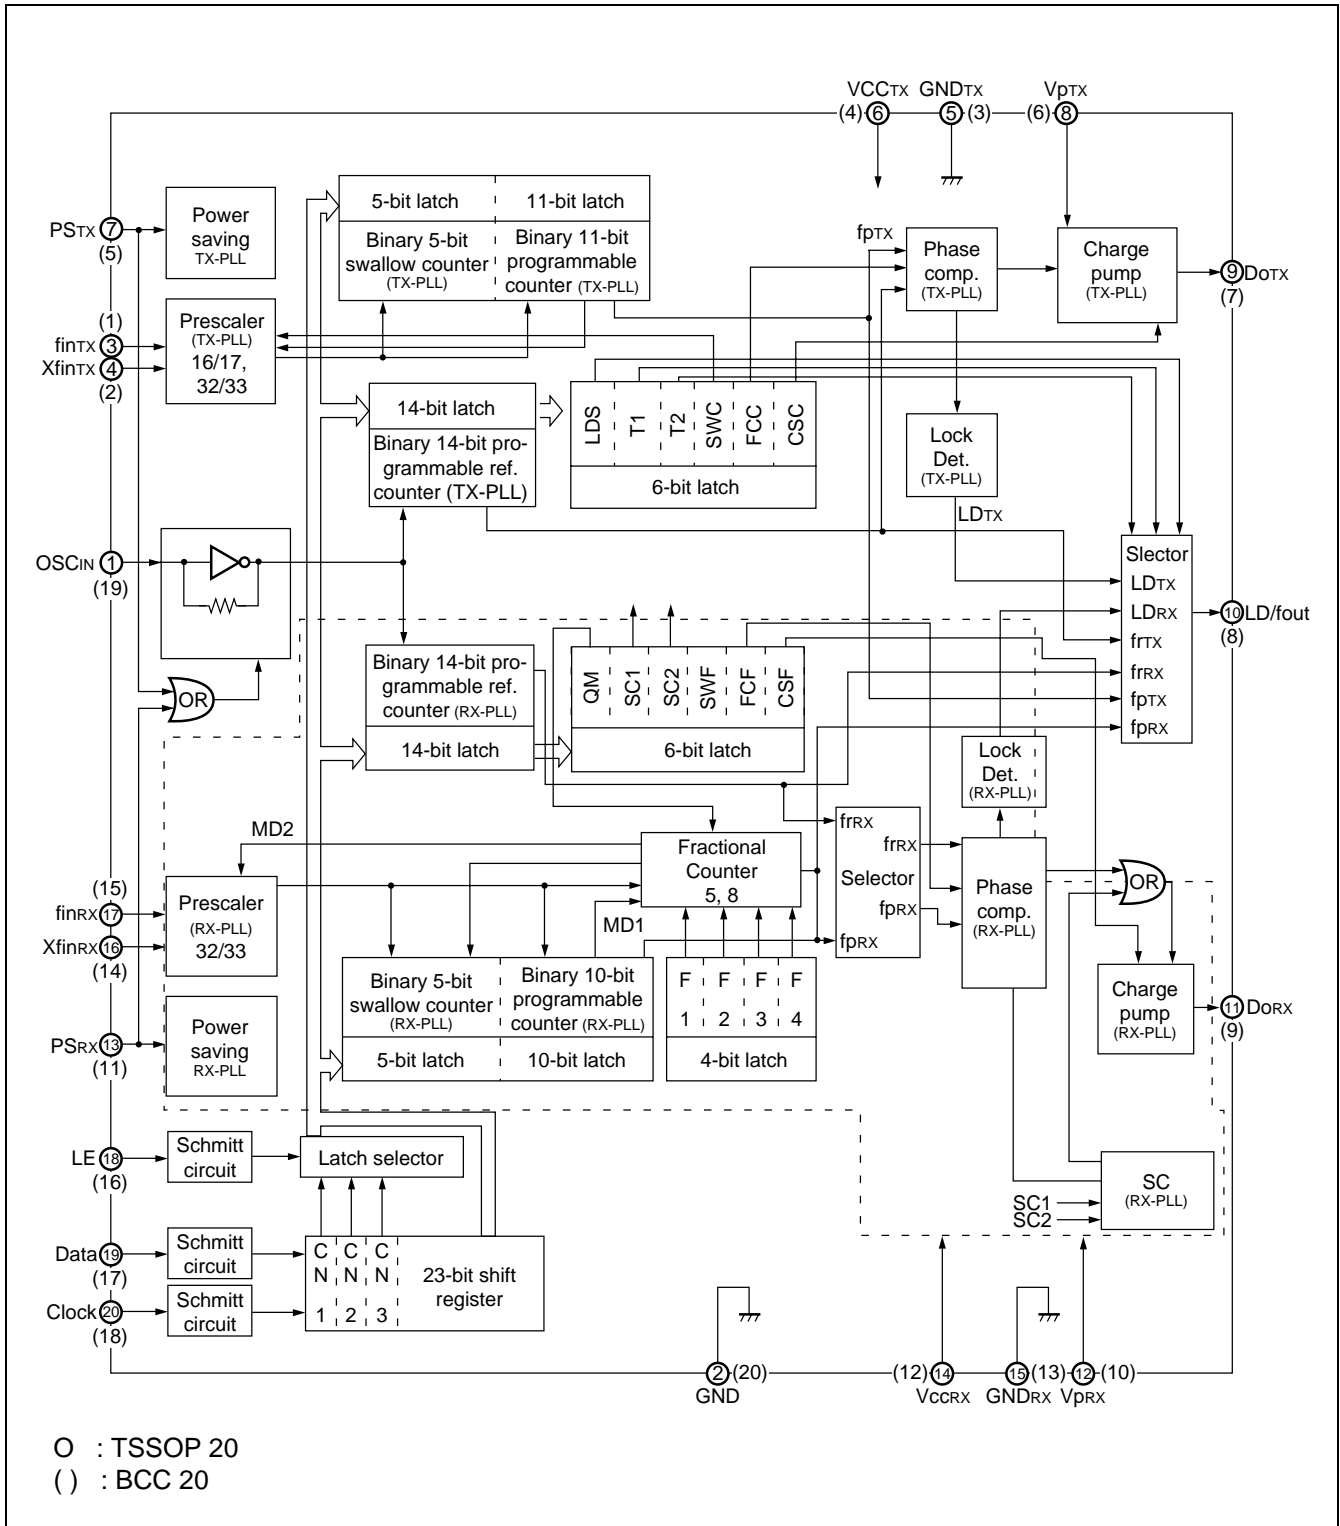 VCCTX GNDTX VpTX
(4) 6 5 (3) (6) 8
PSTX 7
(5)
Power
saving
TX-PLL
5-bit latch
11-bit latch
Binary 5-bit
swallow counter
(TX-PLL)
Binary 11-bit
programmable
counter (TX-PLL)
fpTX
Phase
comp.
(TX-PLL)
Charge
pump
(TX-PLL)
9 DoTX
(7)
(1)
finTX 3
XfinTX 4
(2)
Prescaler
(TX-PLL)
16/17,
32/33
14-bit latch
Binary 14-bit pro-
grammable ref.
counter (TX-PLL)
LDS
T1
T2
SWC
FCC
CSC
6-bit latch
Lock
Det.
(TX-PLL)
LDTX
OSCIN 1
(19)
Slector
LDTX
LDRX
frTX
frRX
fpTX
fpRX
10 LD/fout
(8)
OR
Binary 14-bit pro-
grammable ref.
counter (RX-PLL)
14-bit latch
QM
SC1
SC2
SWF
FCF
CSF
6-bit latch
Lock
Det.
(RX-PLL)
MD2
Fractional
Counter
5, 8
frRX
frRX
Selector
fpRX
fpRX
Phase
comp.
(RX-PLL)
OR
(15)
finRX 17
XfinRX 16
(14)
Prescaler
(RX-PLL)
32/33
MD1
Binary 5-bit
swallow counter
(RX-PLL)
Binary 10-bit
programmable
counter (RX-PLL)
5-bit latch
10-bit latch
F F F F
1 2 3 4
4-bit latch
Charge
pump
(RX-PLL)
11 DoRX
(9)
PSRX 13
(11)
Power
saving
RX-PLL
LE 18
(16)
Schmitt
circuit
Latch selector
SC
(RX-PLL)
SC1
SC2
Data 19
(17)
Schmitt
circuit
C C C
N N N
1 2 3
23-bit shift
register
Clock 20
(18)
Schmitt
circuit
2 (20)
GND
(12) 14
VccRX
15 (13)
GNDRX
12 (10)
VpRX
O : TSSOP 20
( ) : BCC 20